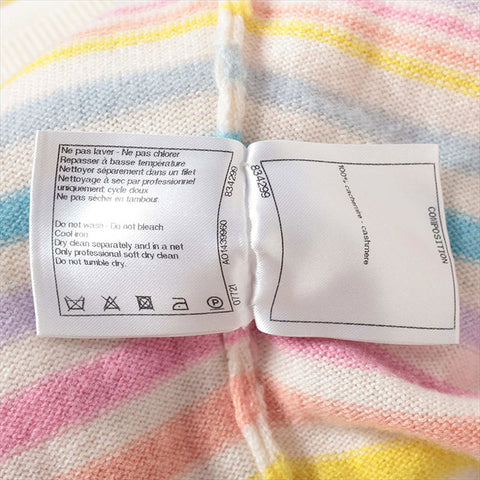 Ne pas laver - Ne pas chlorer
Repasser à basse température
Nettoyer séparément dans un filet
Nettoyage à sec par professionnel
uniquement cycle doux
Ne pas sécher en tambour.
Do not wash - Do not bleach
Cool iron
Dry clean separately and in a net
Only professional soft dry clean
Do not tumble dry.
P
834299
A01439960
07721
834299
COMPOSITION
100% cachemire - cashmere